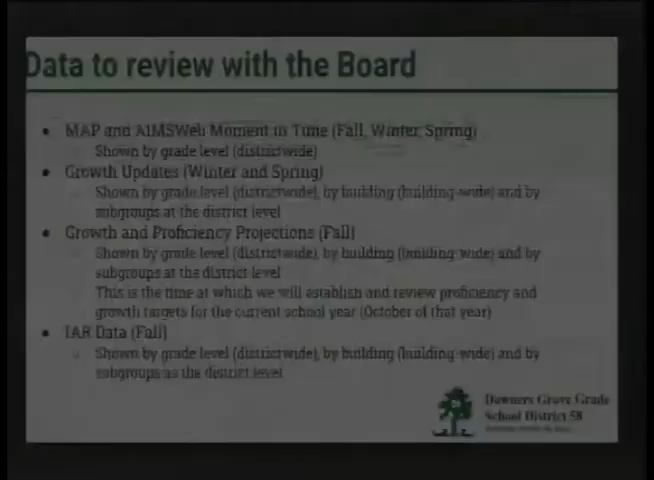 Data to review with the Board
• MAP and AIMSWeb Moment in Time (Fall, Winter, Spring)
Shown by grade level (districtwide)
• Growth Updates (Winter and Spring)
Shown by grade level (districtwide), by building (building-wide) and by
subgroups at the district level
• Growth and Proficiency Projections (Fall)
Shown by grade level (districtwide), by building (building-wide) and by
subgroups at the district level
This is the time at which we will establish and review proficiency and
growth targets for the current school year (October of that year)
• IAR Data (Fall)
Shown by grade level (districtwide), by building (building-wide) and by
subgroups as the district level
Downers Grove Grade
School District 58